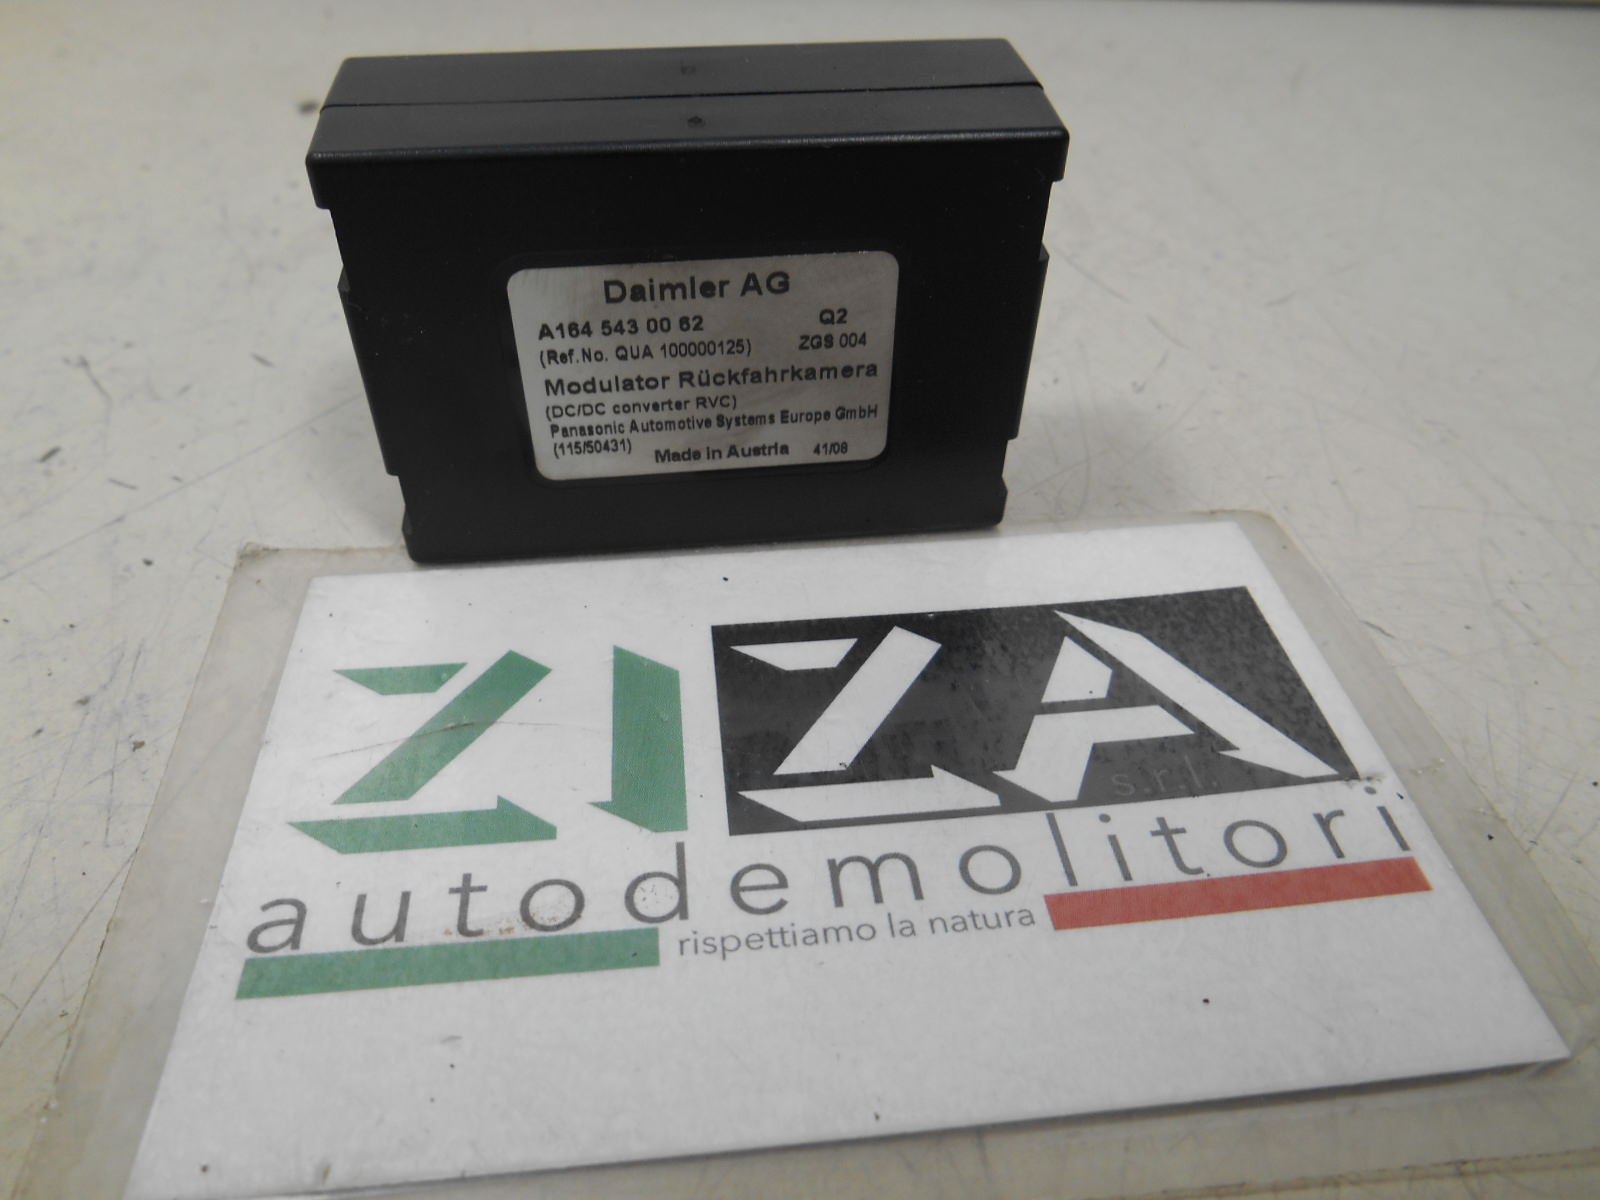 Daimler AG
A164 543 00 62 Q2
(Ref.No. QUA 100000125) ZGS 004
Modulator Rückfahrkamera
(DC/DC converter RVC)
Panasonic Automotive Systems Europe GmbH
(115/50431) Made in Austria 41/08
ZIZA
s.r.l.
autodemolitori
rispettiamo la natura